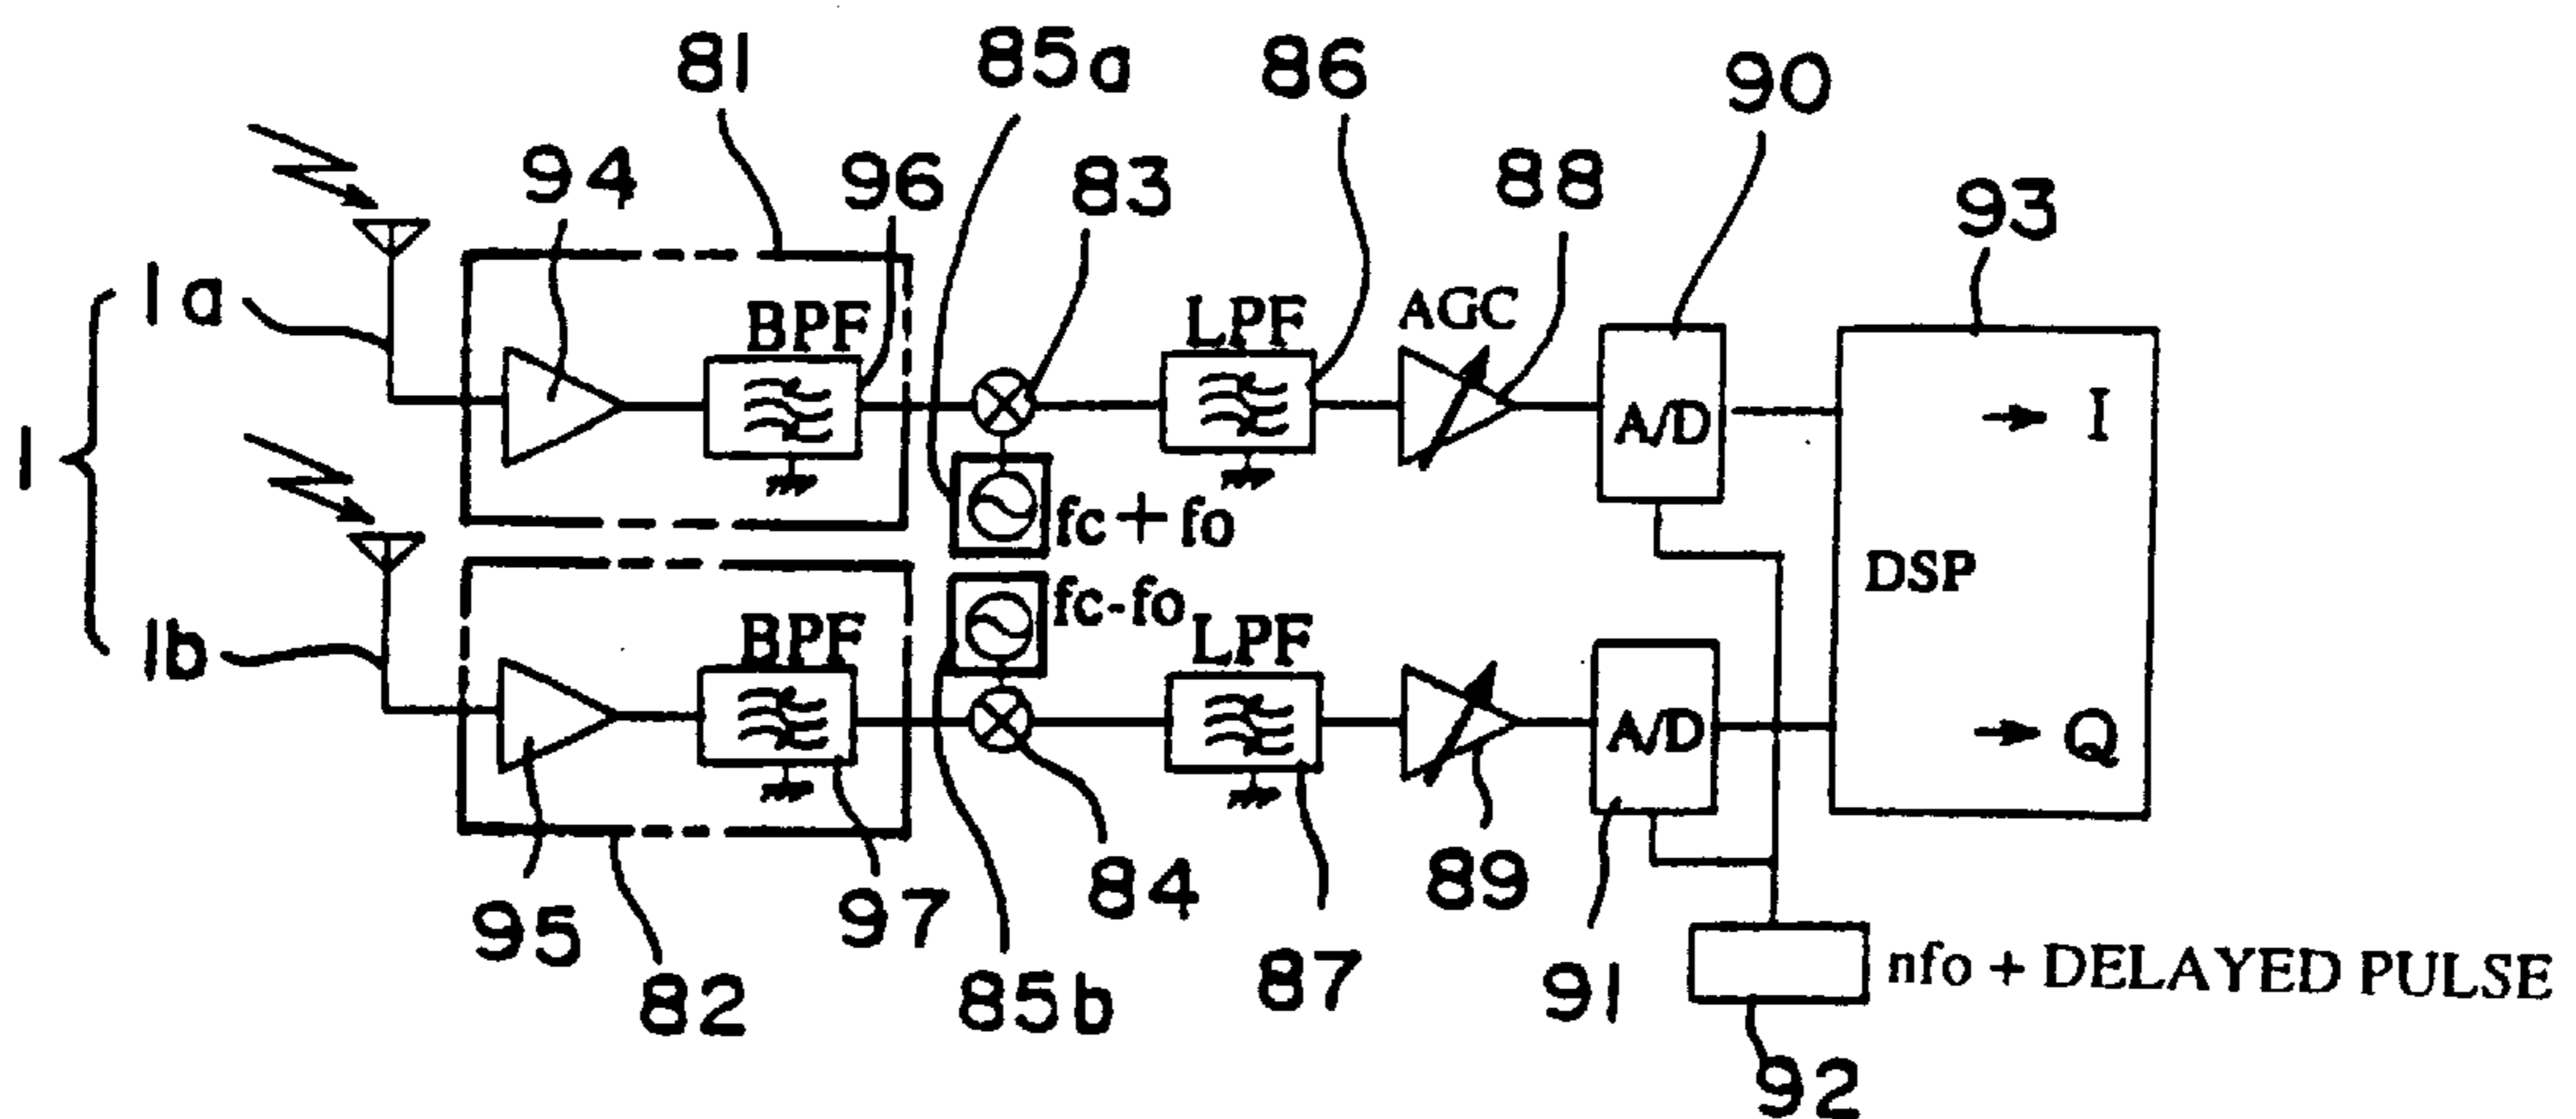 81
85a
86
90
94
96
83
88
93
1a
BPF
LPF
AGC
A/D
I
1
fc+fo
DSP
fc-fo
1b
BPF
LPF
A/D
Q
95
82
97
85b
84
87
89
91
nfo + DELAYED PULSE
92